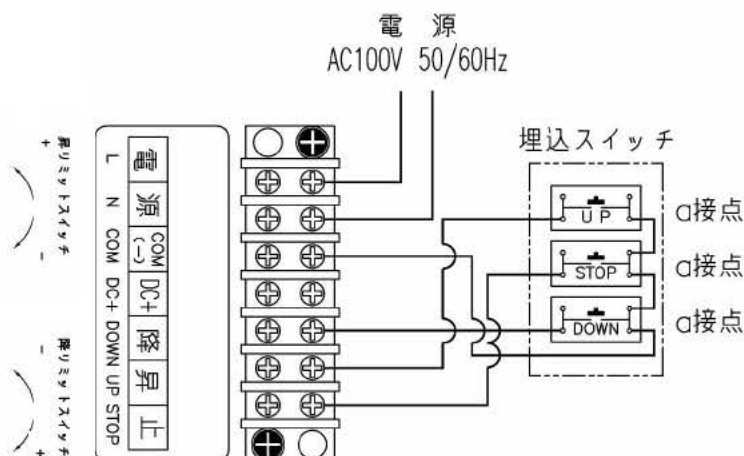 電 源
AC100V 50/60Hz
埋込スイッチ
UP
a接点
STOP
a接点
DOWN
a接点
昇リミットスイッチ
+
-
降リミットスイッチ
-
+
電 源 COM(-) DC+ 降 昇 止
L N COM DC+ DOWN UP STOP